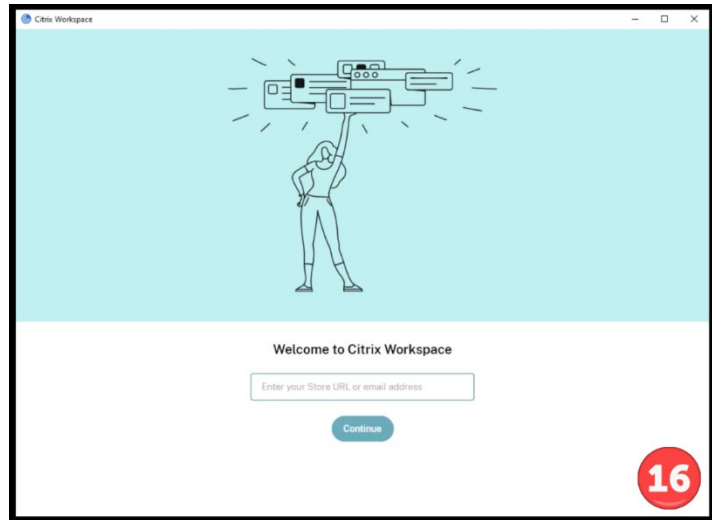 Citrix Workspace
Welcome to Citrix Workspace
Enter your Store URL or email address
Continue
16